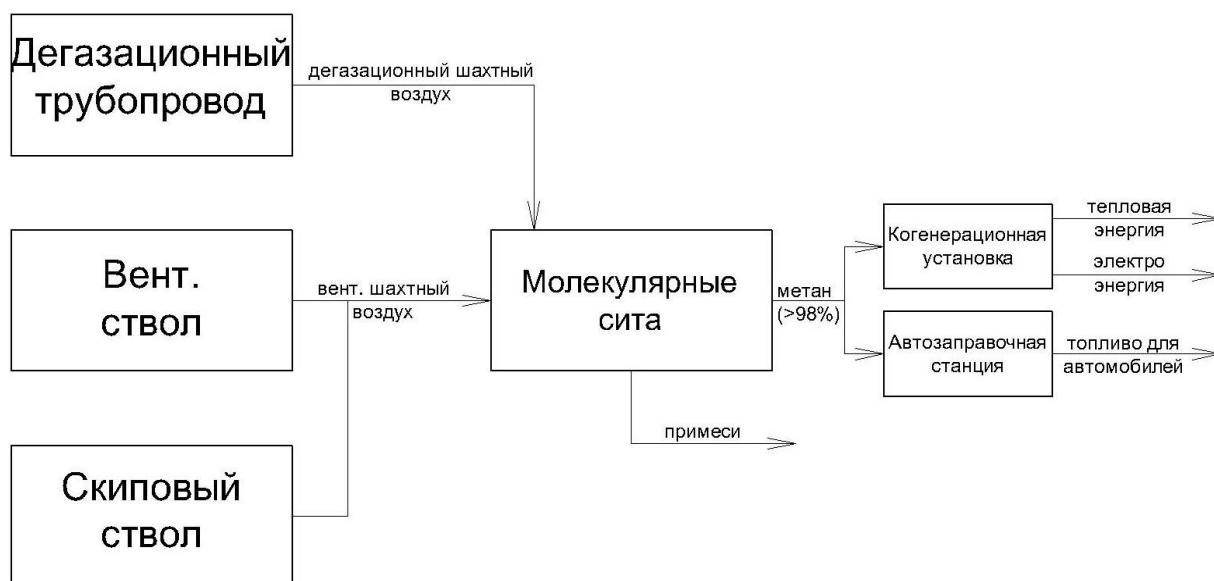 Дегазационный
трубопровод
дегазационный шахтный
воздух
Вент.
ствол
вент. шахтный
воздух
Скиповый
ствол
Молекулярные
сита
примеси
метан
(>98%)
Когенерационная
установка
тепловая
энергия
электро
энергия
Автозаправочная
станция
топливо для
автомобилей